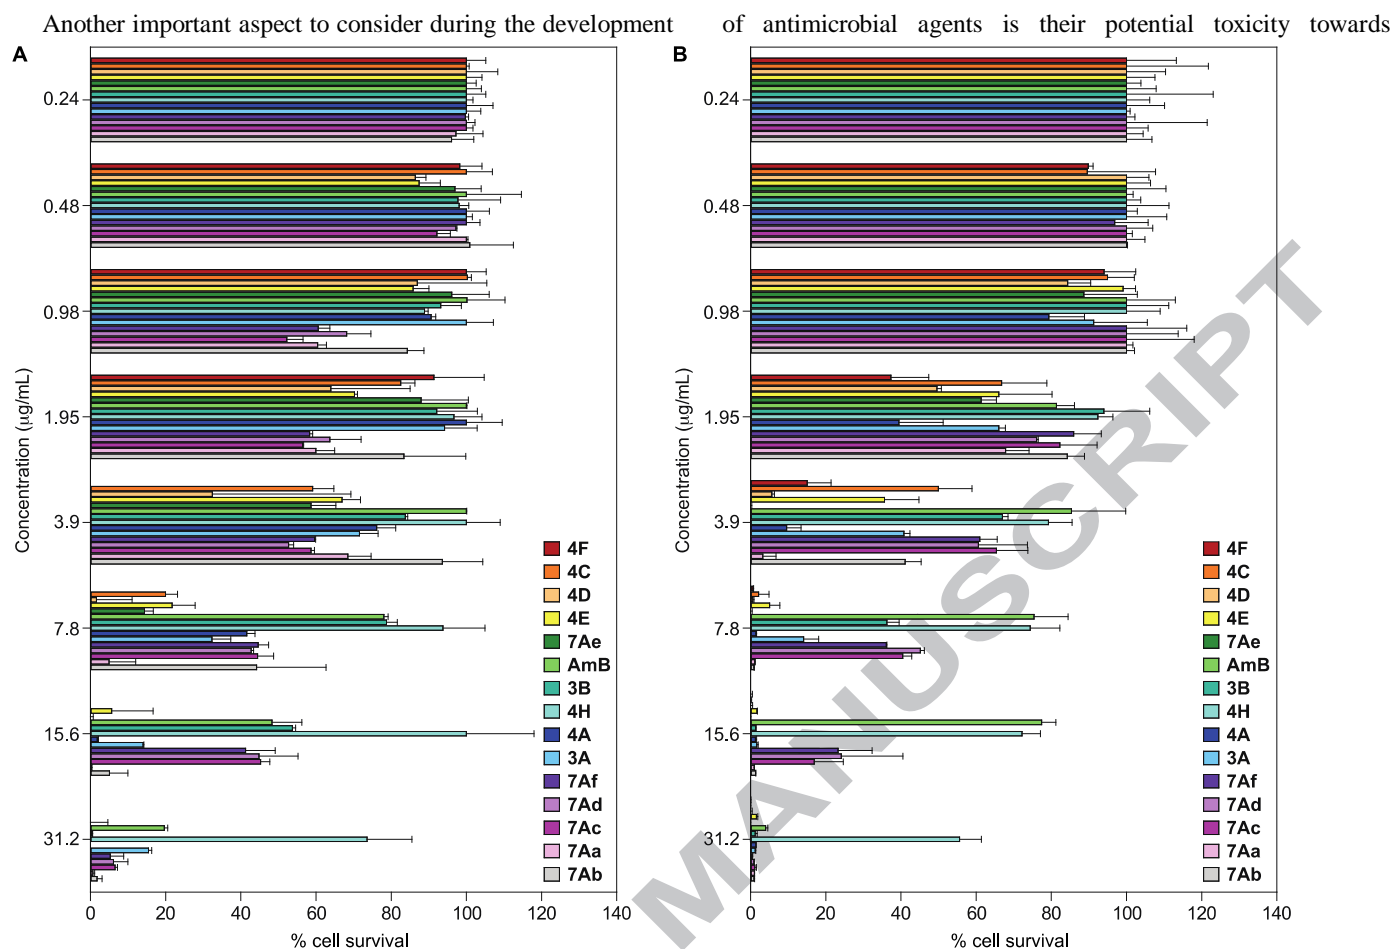 Another important aspect to consider during the development of antimicrobial agents is their potential toxicity towards
A
Concentration (µg/mL)
0.24
0.48
0.98
1.95
3.9
7.8
15.6
31.2
4F
4C
4D
4E
7Ae
AmB
3B
4H
4A
3A
7Af
7Ad
7Ac
7Aa
7Ab
0 20 40 60 80 100 120 140
% cell survival
B
Concentration (µg/mL)
0.24
0.48
0.98
1.95
3.9
7.8
15.6
31.2
4F
4C
4D
4E
7Ae
AmB
3B
4H
4A
3A
7Af
7Ad
7Ac
7Aa
7Ab
0 20 40 60 80 100 120 140
% cell survival
MANUSCRIPT